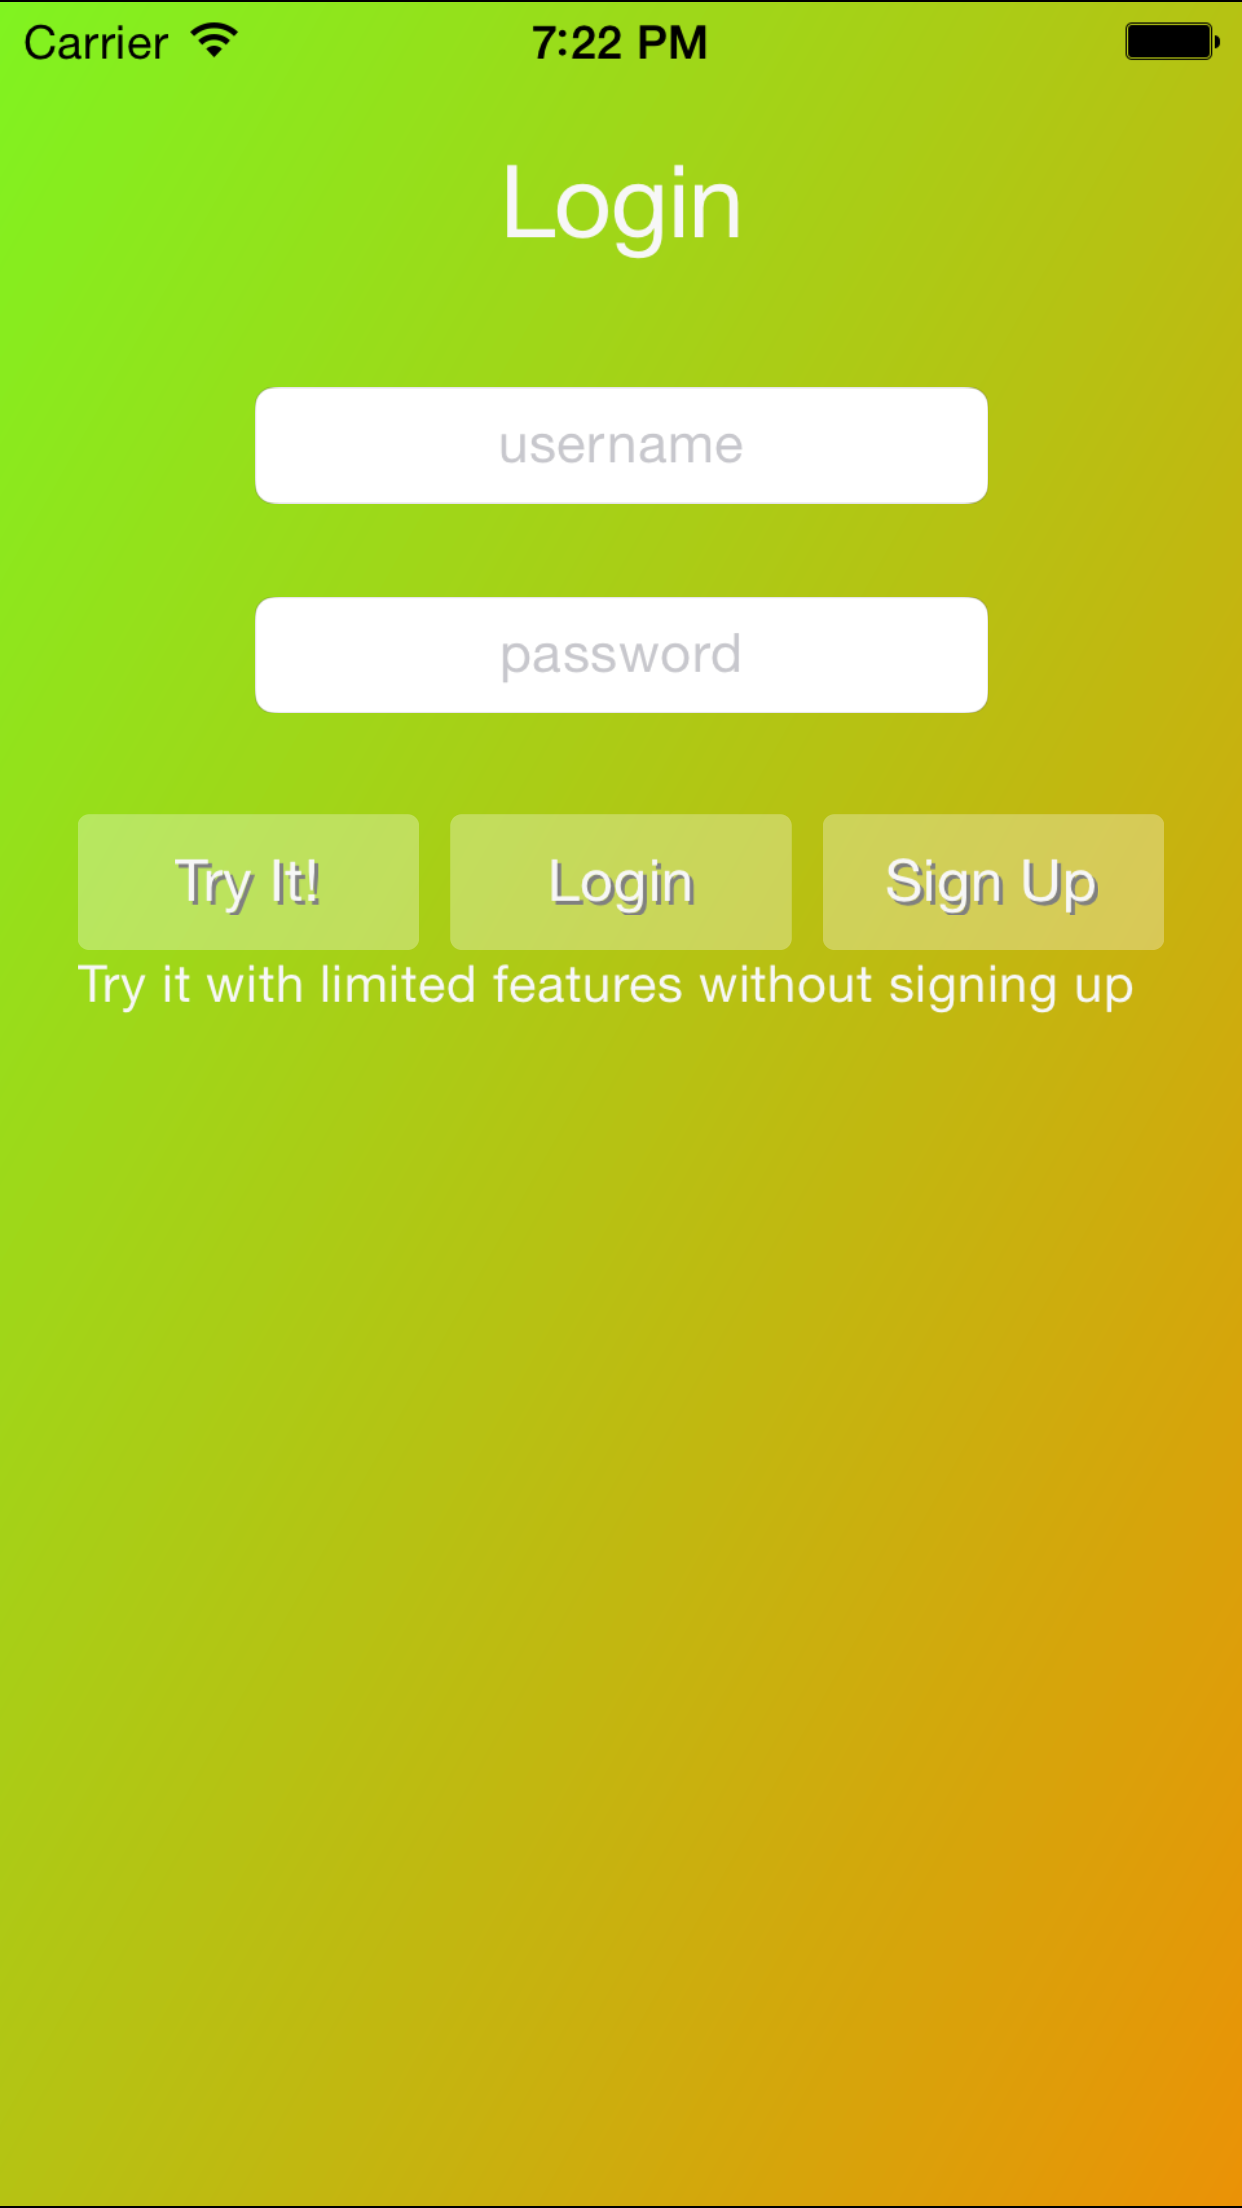 Carrier 7:22 PM
Login
username
password
Try It! Login Sign Up
Try it with limited features without signing up